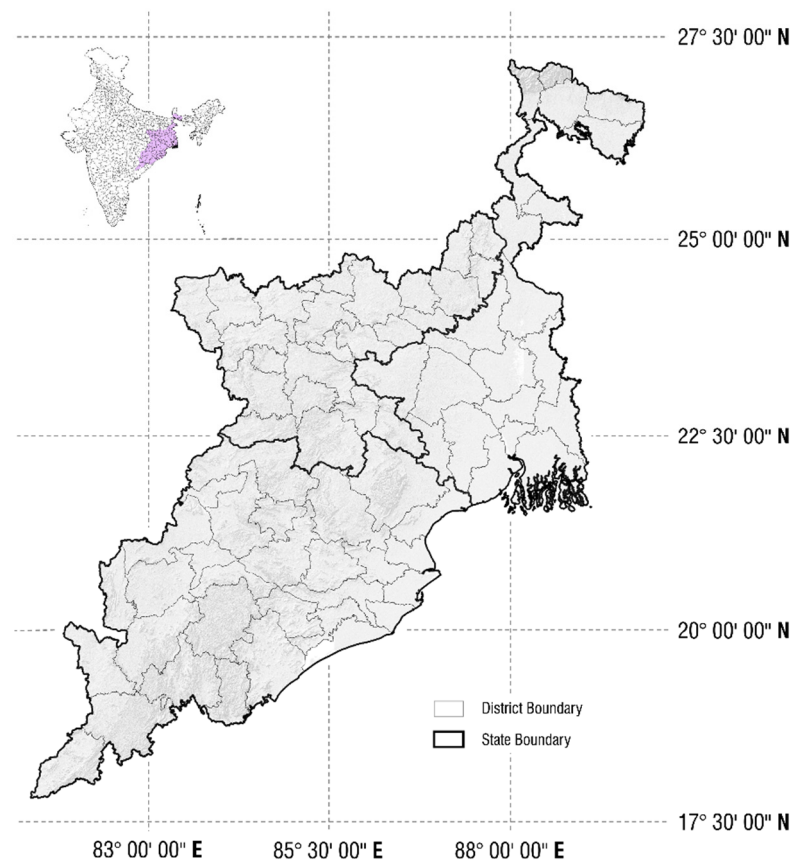 27° 30' 00" N
25° 00' 00" N
22° 30' 00" N
20° 00' 00" N
District Boundary
State Boundary
17° 30' 00" N
83° 00' 00" E 85° 30' 00" E 88° 00' 00" E